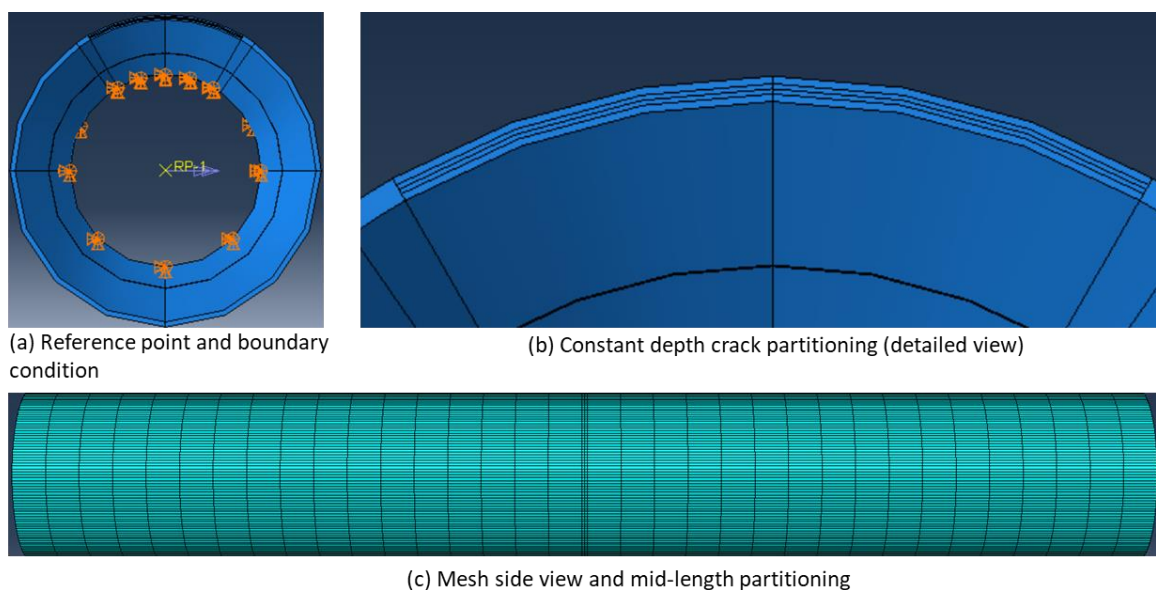 RP-1
(a) Reference point and boundary
condition
(b) Constant depth crack partitioning (detailed view)
(c) Mesh side view and mid-length partitioning